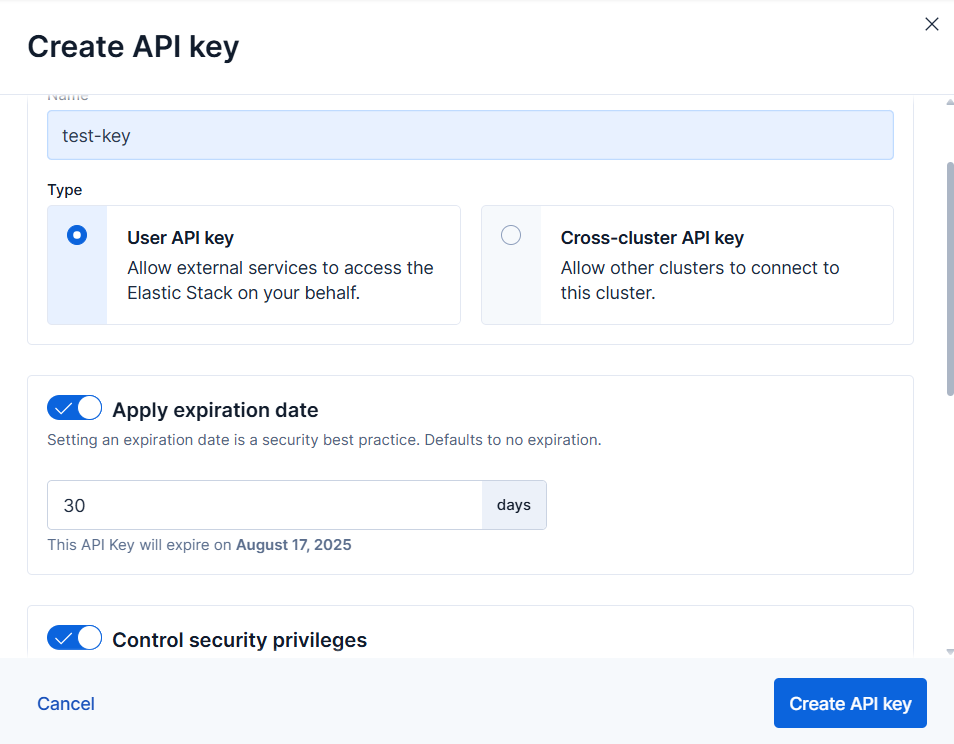 Create API key
Name
test-key
Type
User API key
Allow external services to access the
Elastic Stack on your behalf.
Cross-cluster API key
Allow other clusters to connect to
this cluster.
Apply expiration date
Setting an expiration date is a security best practice. Defaults to no expiration.
30 days
This API Key will expire on August 17, 2025
Control security privileges
Cancel
Create API key